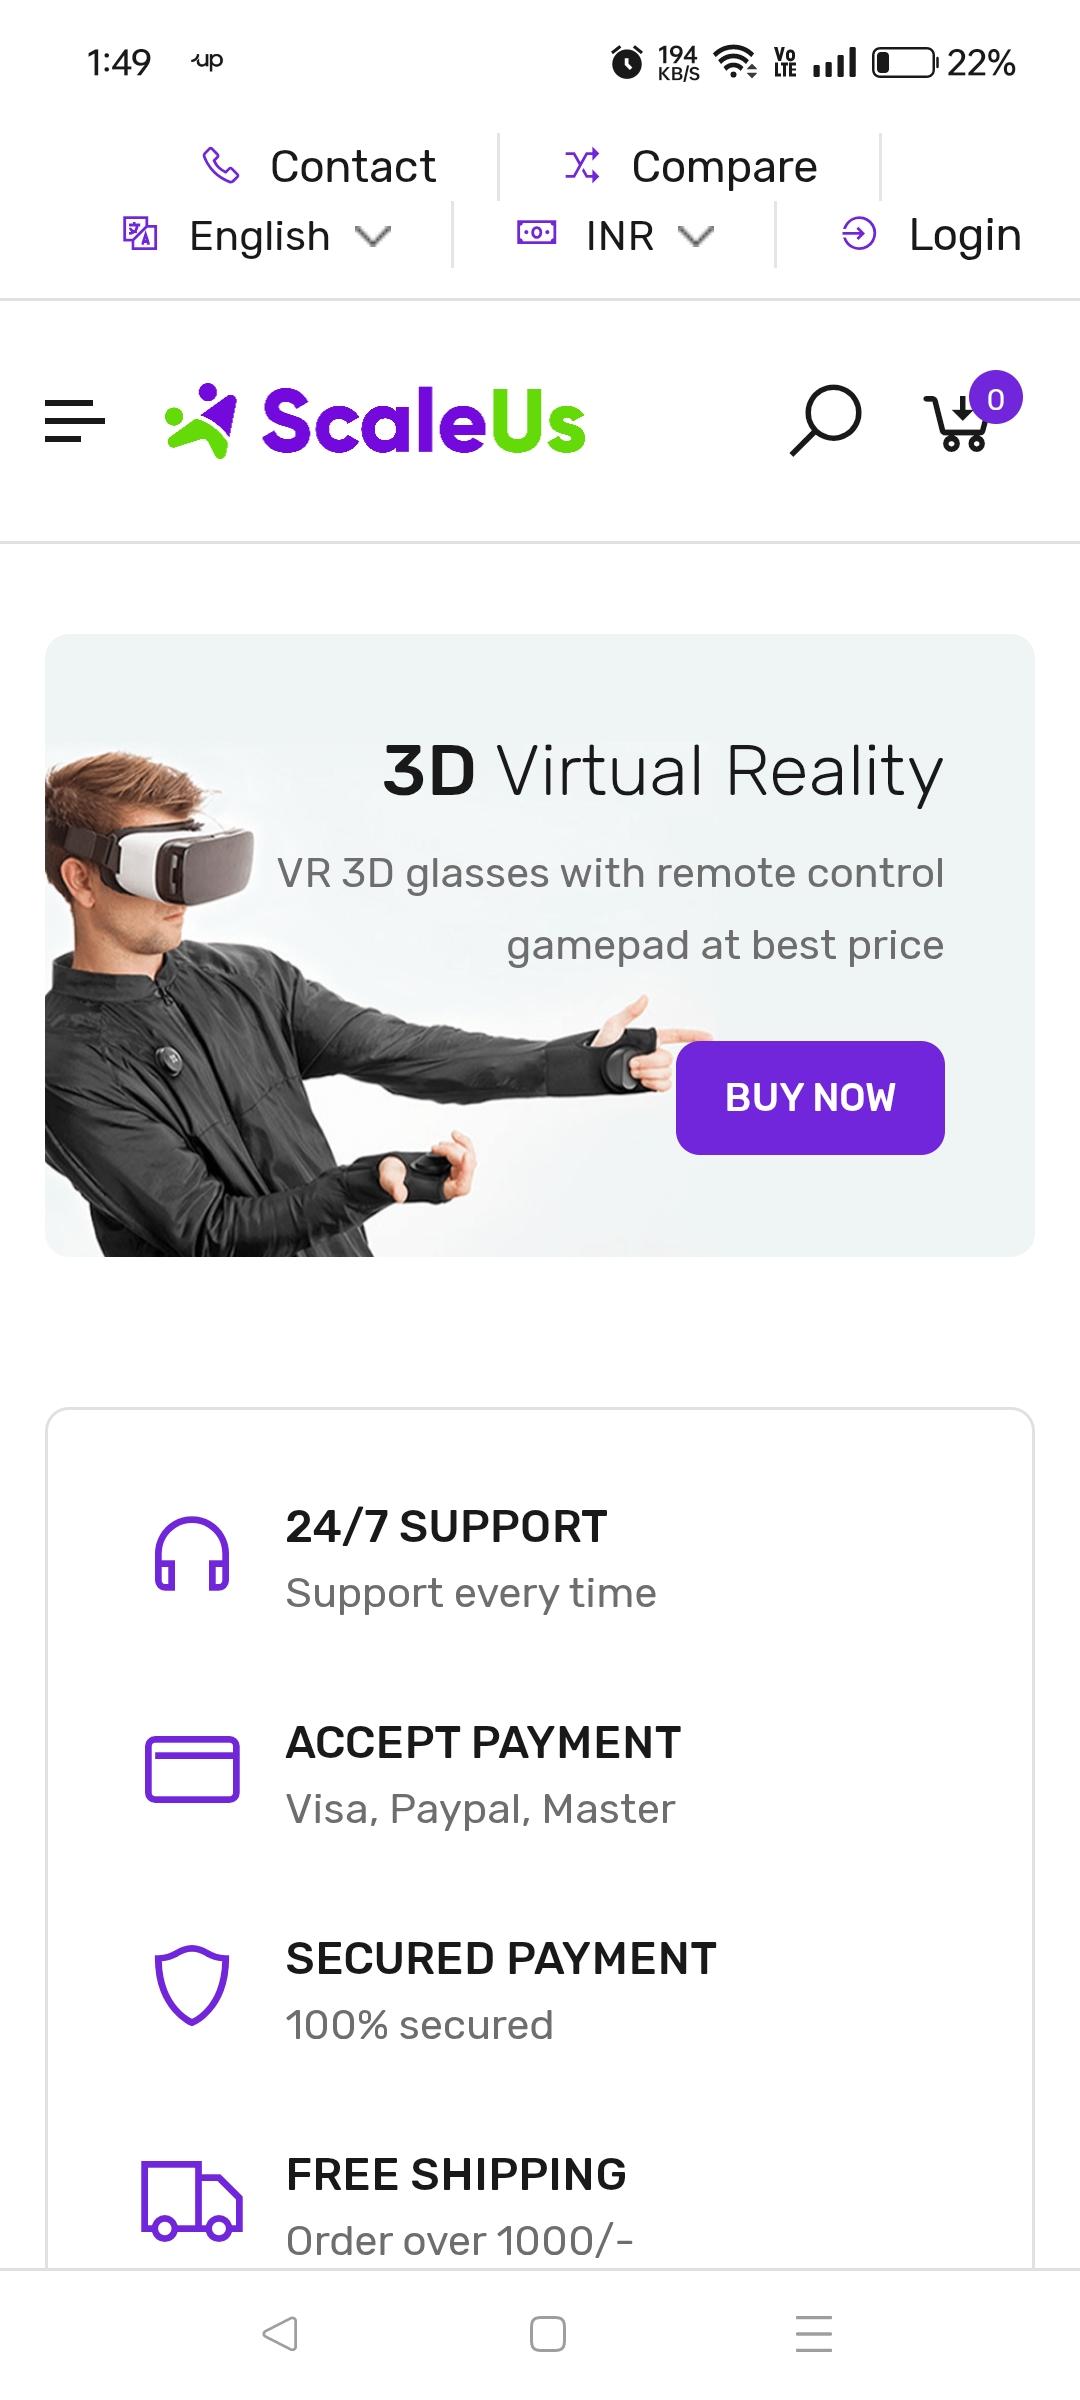 1:49 up 194 KB/S Vo LTE 22%
Contact Compare
English INR Login
ScaleUs 0
3D Virtual Reality
VR 3D glasses with remote control
gamepad at best price
BUY NOW
24/7 SUPPORT
Support every time
ACCEPT PAYMENT
Visa, Paypal, Master
SECURED PAYMENT
100% secured
FREE SHIPPING
Order over 1000/-